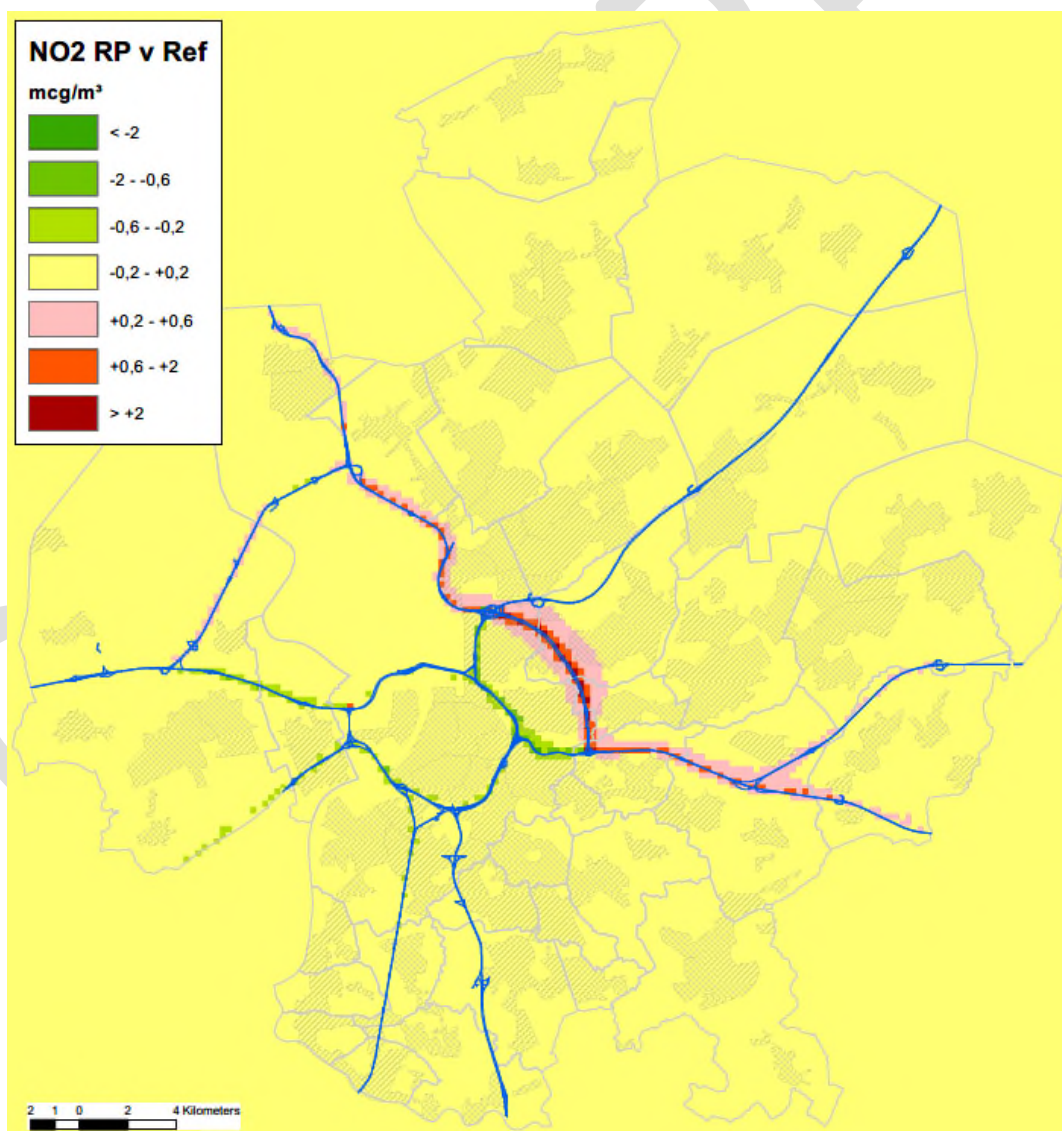 NO2 RP v Ref
mcg/m³
< -2
-2 - -0,6
-0,6 - -0,2
-0,2 - +0,2
+0,2 - +0,6
+0,6 - +2
> +2
2 1 0 2 4 Kilometers